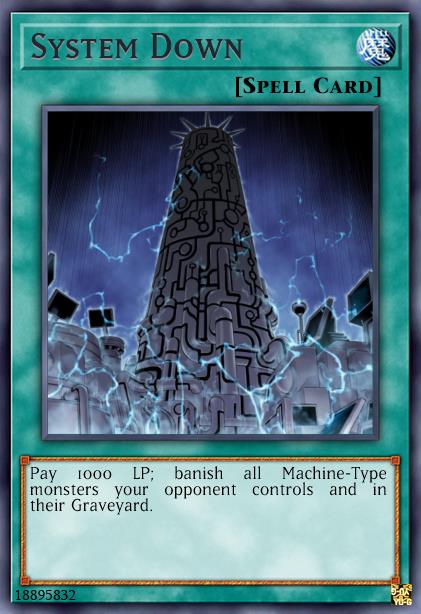 System Down
魔
[Spell Card]
Pay 1000 LP; banish all Machine-Type
monsters your opponent controls and in
their Graveyard.
18895832